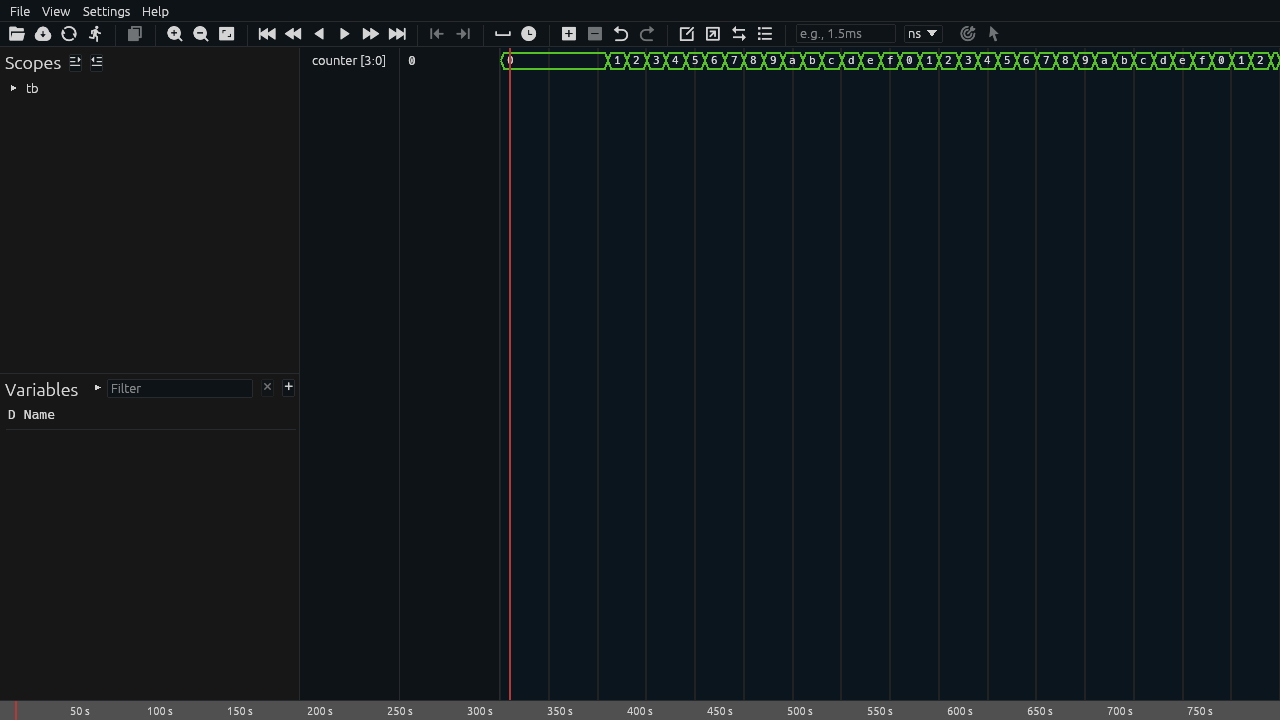 File View Settings Help
e.g., 1.5ms ns
Scopes
tb
counter [3:0] 0 0 1 2 3 4 5 6 7 8 9 a b c d e f 0 1 2 3 4 5 6 7 8 9 a b c d e f 0 1 2
Variables Filter × +
D Name
50 s 100 s 150 s 200 s 250 s 300 s 350 s 400 s 450 s 500 s 550 s 600 s 650 s 700 s 750 s